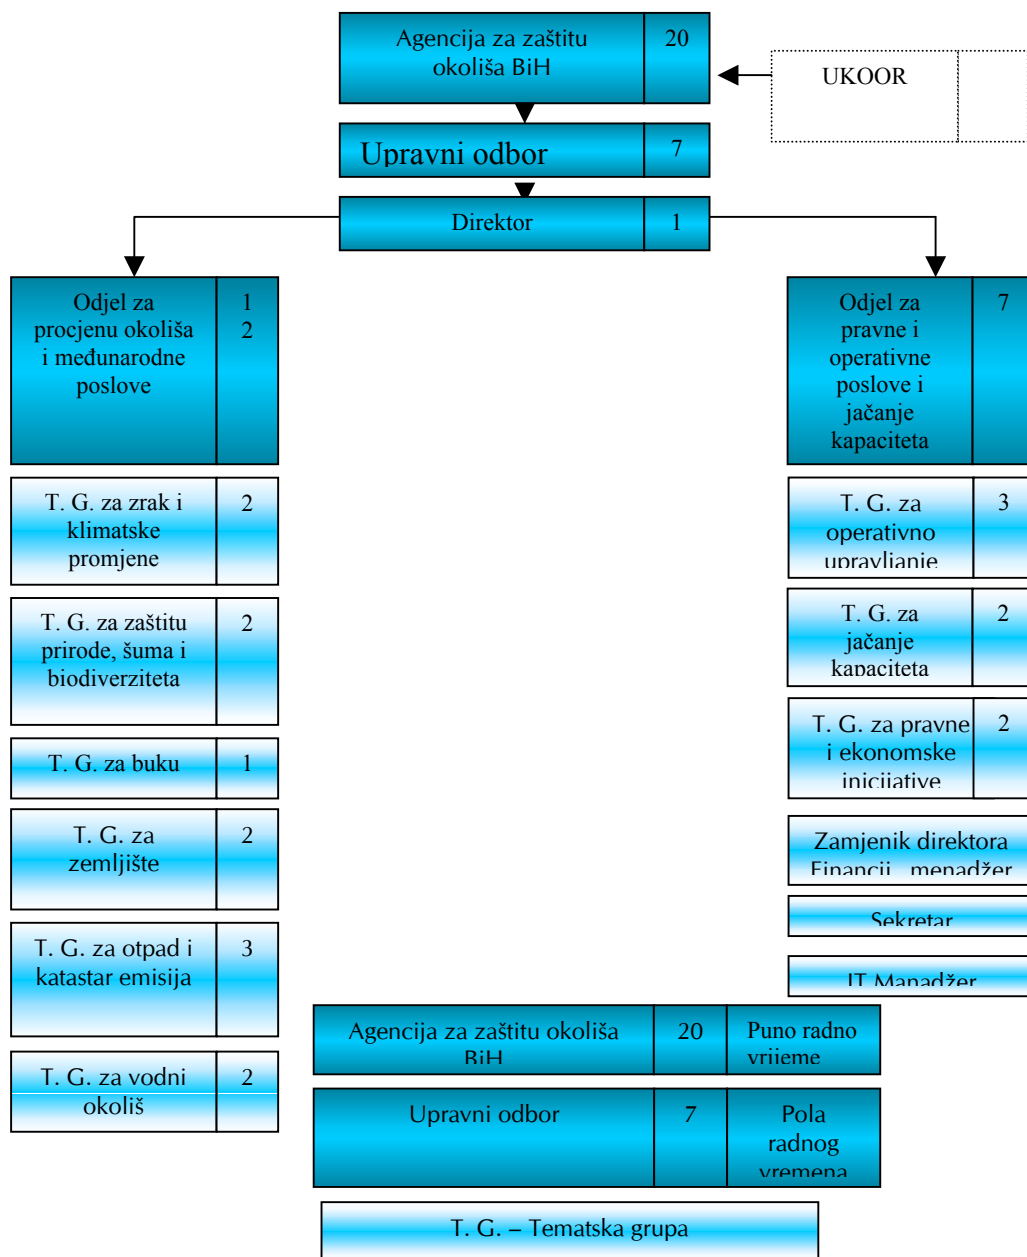 Agencija za zaštitu
okoliša BiH
20
UKOOR
Upravni odbor
7
Direktor
1
Odjel za
procjenu okoliša
i međunarodne
poslove
1
2
Odjel za
pravne i
operativne
poslove i
jačanje
kapaciteta
7
T. G. za zrak i
klimatske
promjene
2
T. G. za
operativno
upravljanje
3
T. G. za zaštitu
prirode, šuma i
biodiverziteta
2
T. G. za
jačanje
kapaciteta
2
T. G. za pravne
i ekonomske
inicijative
2
T. G. za buku
1
T. G. za
zemljište
2
Zamjenik direktora
Financij. menadžer
Sekretar
T. G. za otpad i
katastar emisija
3
IT Manadžer
Agencija za zaštitu okoliša
BiH
20
Puno radno
vrijeme
T. G. za vodni
okoliš
2
Upravni odbor
7
Pola
radnog
vremena
T. G. – Tematska grupa